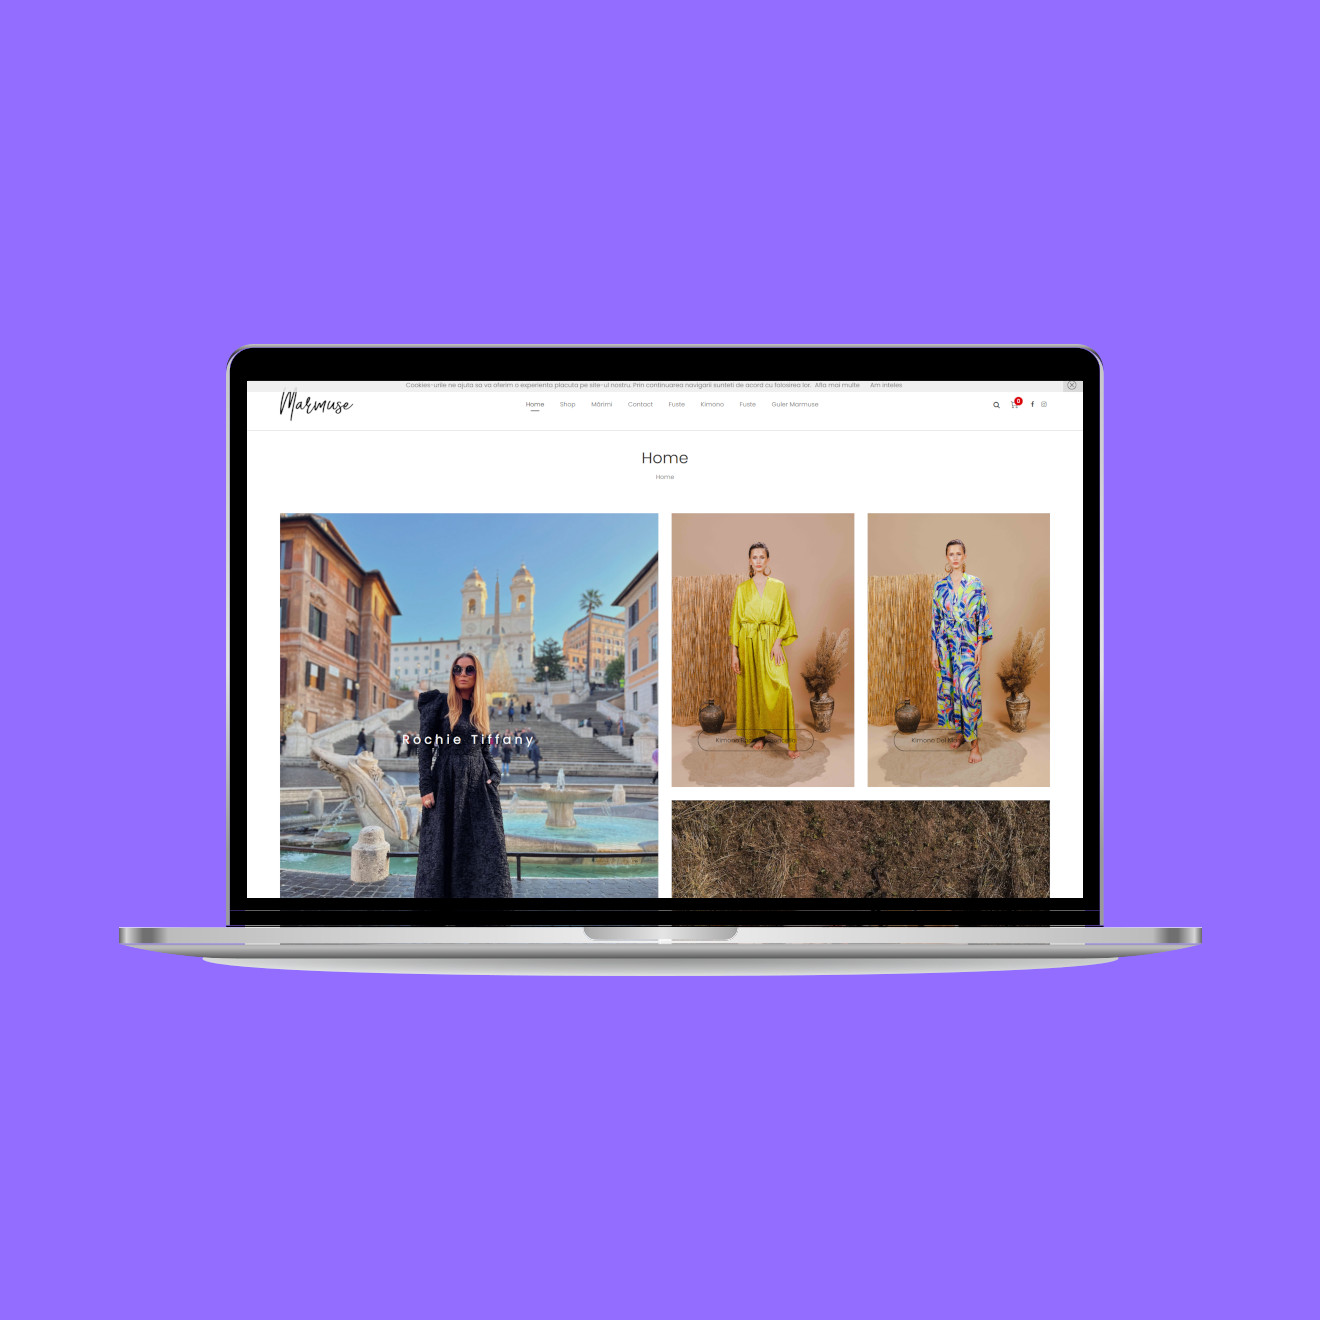 Cookies-urile ne ajuta sa va oferim o experienta placuta pe site-ul nostru. Prin continuarea navigarii sunteti de acord cu folosirea lor. Afla mai multe Am inteles
Marmuse
Home Shop Mărimi Contact Fuste Kimono Fuste Guler Marmuse
0
Home
Home
Rochie Tiffany
Kimono
Kimono